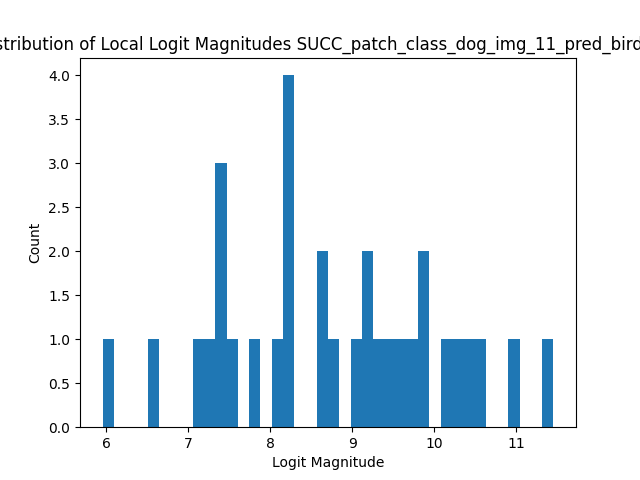 stribution of Local Logit Magnitudes SUCC_patch_class_dog_img_11_pred_bird
4.0
3.5
3.0
2.5
2.0
1.5
1.0
0.5
0.0
Count
6 7 8 9 10 11
Logit Magnitude